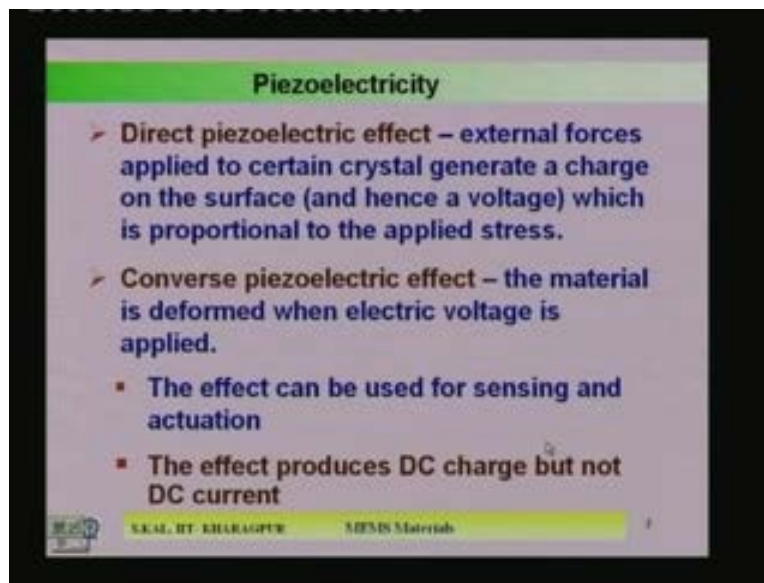 Piezoelectricity
➢ Direct piezoelectric effect – external forces
applied to certain crystal generate a charge
on the surface (and hence a voltage) which
is proportional to the applied stress.
➢ Converse piezoelectric effect – the material
is deformed when electric voltage is
applied.
▪ The effect can be used for sensing and
actuation
▪ The effect produces DC charge but not
DC current
S.KAL, IIT- KHARAGPUR MEMS Materials